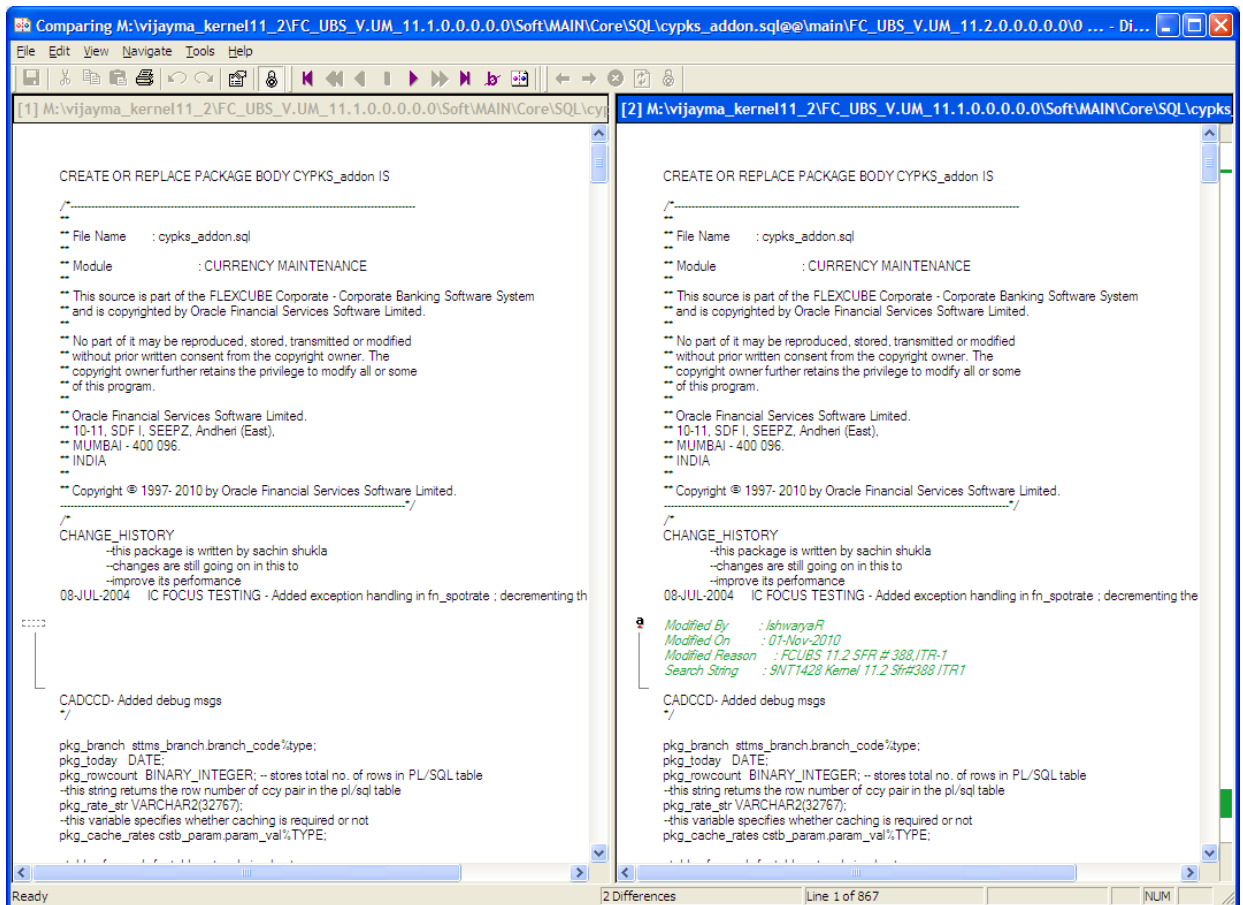 Comparing M:\vijayma_kernel11_2\FC_UBS_V.UM_11.1.0.0.0.0.0\Soft\MAIN\Core\SQL\cypks_addon.sql@@\main\FC_UBS_V.UM_11.2.0.0.0.0.0\0 ... - Di...
File Edit View Navigate Tools Help
[1] M:\vijayma_kernel11_2\FC_UBS_V.UM_11.1.0.0.0.0.0\Soft\MAIN\Core\SQL\cyp
CREATE OR REPLACE PACKAGE BODY CYPKS_addon IS
/*-----------------------------------------------------------------------------------------
**
** File Name : cypks_addon.sql
**
** Module : CURRENCY MAINTENANCE
**
** This source is part of the FLEXCUBE Corporate - Corporate Banking Software System
** and is copyrighted by Oracle Financial Services Software Limited.
**
** No part of it may be reproduced, stored, transmitted or modified
** without prior written consent from the copyright owner. The
** copyright owner further retains the privilege to modify all or some
** of this program.
**
** Oracle Financial Services Software Limited.
** 10-11, SDF I, SEEPZ, Andheri (East),
** MUMBAI - 400 096.
** INDIA
**
** Copyright © 1997- 2010 by Oracle Financial Services Software Limited.
-----------------------------------------------------------------------------------------*/
/*
CHANGE_HISTORY
--this package is written by sachin shukla
--changes are still going on in this to
--improve its perfomance
08-JUL-2004 IC FOCUS TESTING - Added exception handling in fn_spotrate ; decrementing th
CADCCD- Added debug msgs
*/
pkg_branch sttms_branch.branch_code%type;
pkg_today DATE;
pkg_rowcount BINARY_INTEGER; -- stores total no. of rows in PL/SQL table
--this string returns the row number of ccy pair in the pl/sql table
pkg_rate_str VARCHAR2(32767);
--this variable specifies whether caching is required or not
pkg_cache_rates cstb_param.param_val%TYPE;
[2] M:\vijayma_kernel11_2\FC_UBS_V.UM_11.1.0.0.0.0.0\Soft\MAIN\Core\SQL\cypks_
CREATE OR REPLACE PACKAGE BODY CYPKS_addon IS
/*-----------------------------------------------------------------------------------------
**
** File Name : cypks_addon.sql
**
** Module : CURRENCY MAINTENANCE
**
** This source is part of the FLEXCUBE Corporate - Corporate Banking Software System
** and is copyrighted by Oracle Financial Services Software Limited.
**
** No part of it may be reproduced, stored, transmitted or modified
** without prior written consent from the copyright owner. The
** copyright owner further retains the privilege to modify all or some
** of this program.
**
** Oracle Financial Services Software Limited.
** 10-11, SDF I, SEEPZ, Andheri (East),
** MUMBAI - 400 096.
** INDIA
**
** Copyright © 1997- 2010 by Oracle Financial Services Software Limited.
-----------------------------------------------------------------------------------------*/
/*
CHANGE_HISTORY
--this package is written by sachin shukla
--changes are still going on in this to
--improve its perfomance
08-JUL-2004 IC FOCUS TESTING - Added exception handling in fn_spotrate ; decrementing the
a
Modified By : IshwaryaR
Modified On : 01-Nov-2010
Modified Reason : FCUBS 11.2 SFR # 388,ITR-1
Search String : 9NT1428 Kernel 11.2 Sfr#388 ITR1
CADCCD- Added debug msgs
*/
pkg_branch sttms_branch.branch_code%type;
pkg_today DATE;
pkg_rowcount BINARY_INTEGER; -- stores total no. of rows in PL/SQL table
--this string returns the row number of ccy pair in the pl/sql table
pkg_rate_str VARCHAR2(32767);
--this variable specifies whether caching is required or not
pkg_cache_rates cstb_param.param_val%TYPE;
Ready
2 Differences
Line 1 of 867
NUM